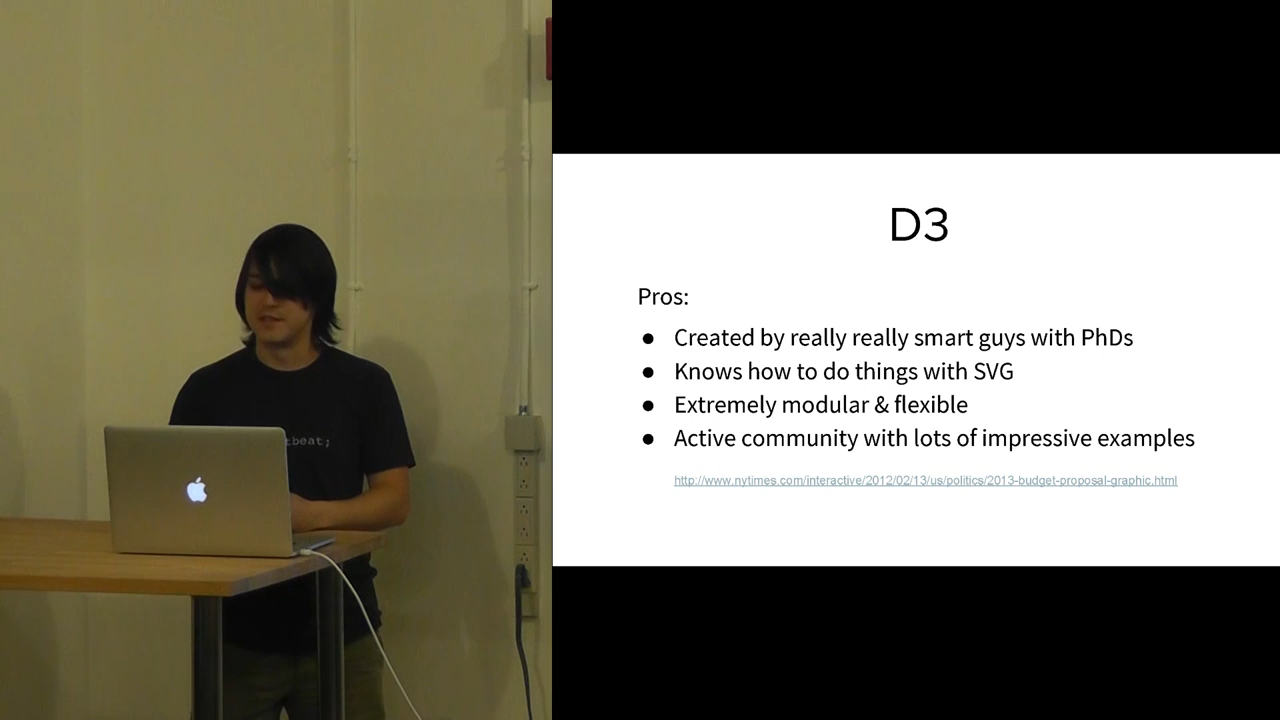 tbeat;
D3
Pros:
● Created by really really smart guys with PhDs
● Knows how to do things with SVG
● Extremely modular & flexible
● Active community with lots of impressive examples
http://www.nytimes.com/interactive/2012/02/13/us/politics/2013-budget-proposal-graphic.html